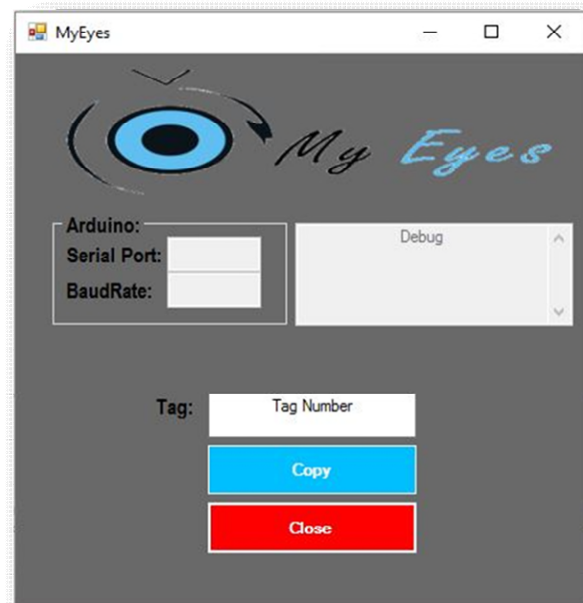 MyEyes
My Eyes
Arduino:
Serial Port:
BaudRate:
Debug
Tag:
Tag Number
Copy
Close